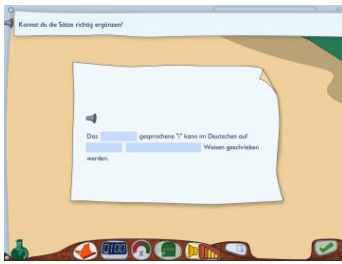 Kannst du die Sätze richtig ergänzen?
Das gesprochene "i" kann im Deutschen auf
Weisen geschrieben
werden.